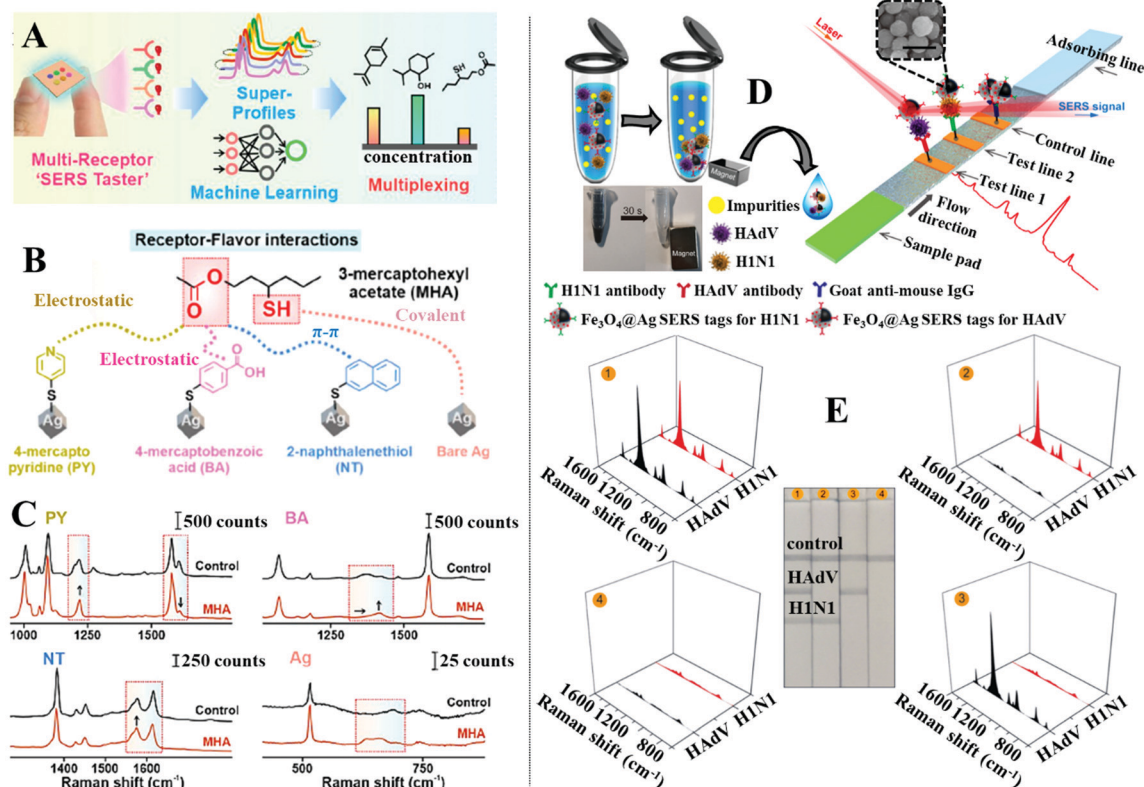 A
Multi-Receptor
'SERS Taster'
Super-
Profiles
Machine Learning
OH
SH
O
O
concentration
Multiplexing
B
Receptor-Flavor interactions
O
O
SH
3-mercaptohexyl
acetate (MHA)
Electrostatic
Covalent
π-π
Electrostatic
N
S
Ag
O
OH
S
Ag
S
Ag
Ag
4-mercapto
pyridine (PY)
4-mercaptobenzoic
acid (BA)
2-naphthalenethiol
(NT)
Bare Ag
C
PY
500 counts
Control
MHA
1000 1250 1500
BA
500 counts
Control
MHA
1250 1500
NT
250 counts
Control
MHA
1400 1500 1600
Raman shift (cm⁻¹)
Ag
25 counts
Control
MHA
500 750
Raman shift (cm⁻¹)
D
Magnet
30 s
Magnet
Impurities
HAdV
H1N1
Laser
Adsorbing line
SERS signal
Control line
Test line 2
Test line 1
Flow
direction
Sample pad
H1N1 antibody
HAdV antibody
Goat anti-mouse IgG
Fe₃O₄@Ag SERS tags for H1N1
Fe₃O₄@Ag SERS tags for HAdV
E
1
1600 1200 800
Raman shift (cm⁻¹)
HAdV
H1N1
2
1600 1200 800
Raman shift (cm⁻¹)
HAdV
H1N1
1 2 3 4
control
HAdV
H1N1
4
1600 1200 800
Raman shift (cm⁻¹)
HAdV
H1N1
3
1600 1200 800
Raman shift (cm⁻¹)
HAdV
H1N1